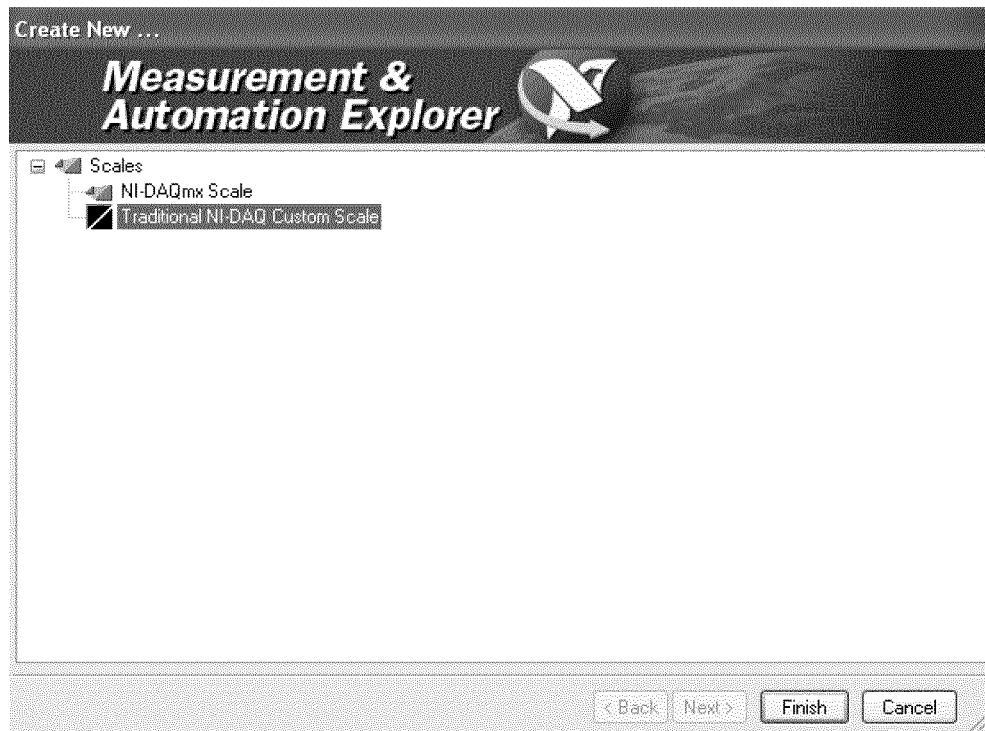 Create New ...
Measurement &
Automation Explorer
Scales
NI-DAQmx Scale
Traditional NI-DAQ Custom Scale
< Back Next > Finish Cancel